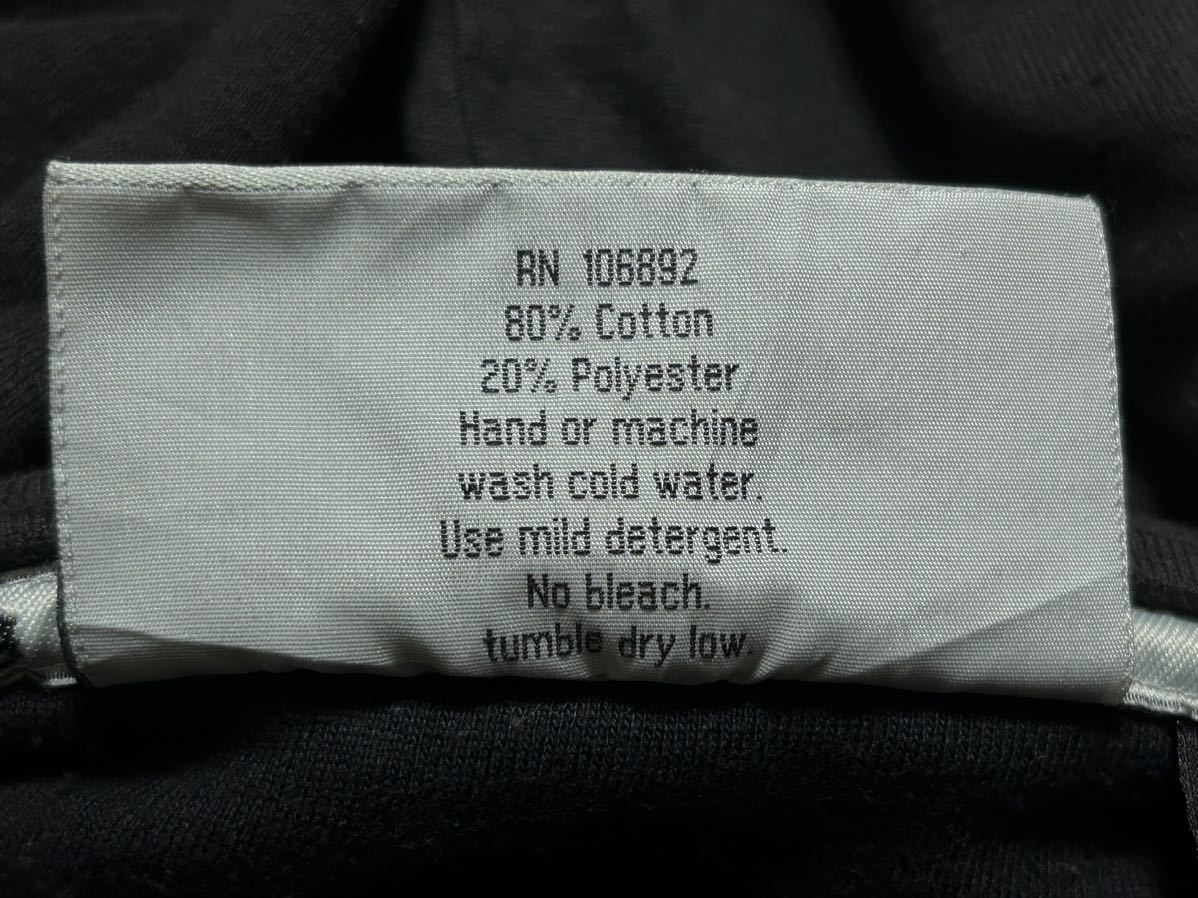 RN 106892
80% Cotton
20% Polyester
Hand or machine
wash cold water.
Use mild detergent.
No bleach.
tumble dry low.